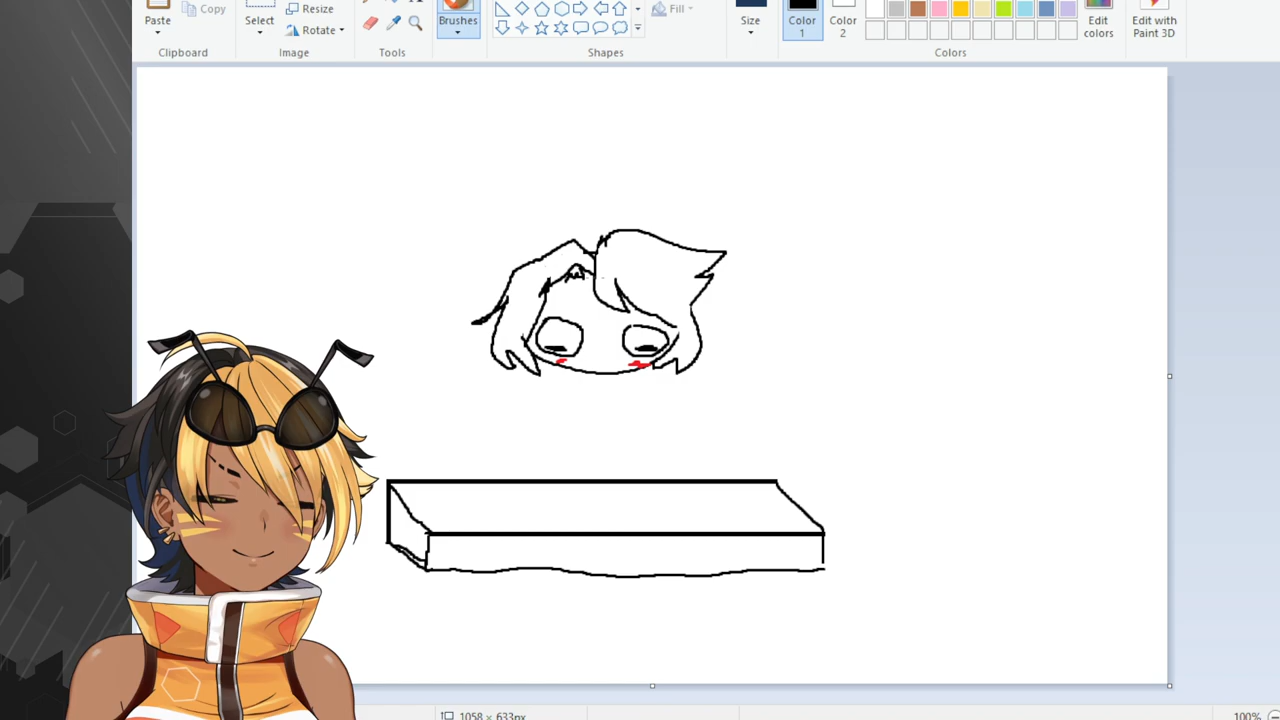 Paste
Copy
Clipboard
Select
Resize
Rotate
Image
Tools
Brushes
Shapes
Fill
Size
Color
1
Color
2
Edit
colors
Colors
Edit with
Paint 3D
1058 × 633px
100%